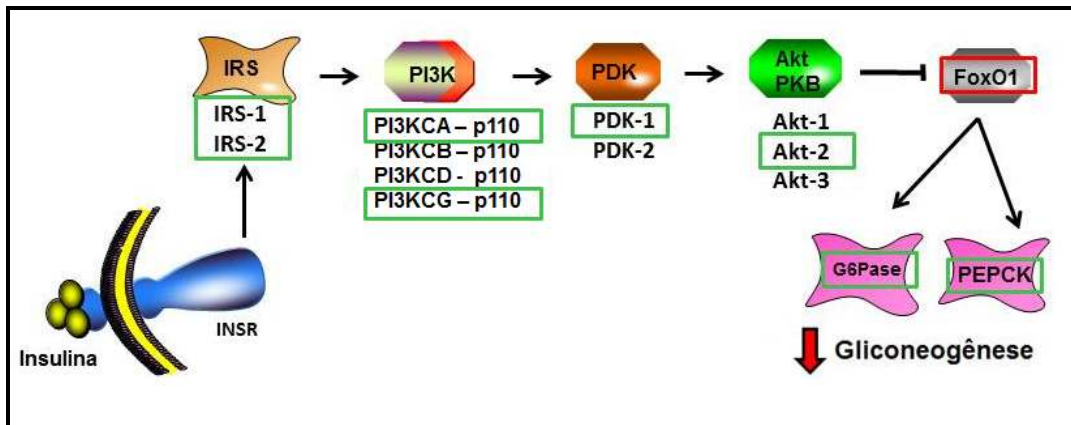 IRS
IRS-1
IRS-2
PI3K
PI3KCA – p110
PI3KCB – p110
PI3KCD - p110
PI3KCG – p110
PDK
PDK-1
PDK-2
Akt
PKB
Akt-1
Akt-2
Akt-3
FoxO1
G6Pase
PEPCK
Gliconeogênese
INSR
Insulina